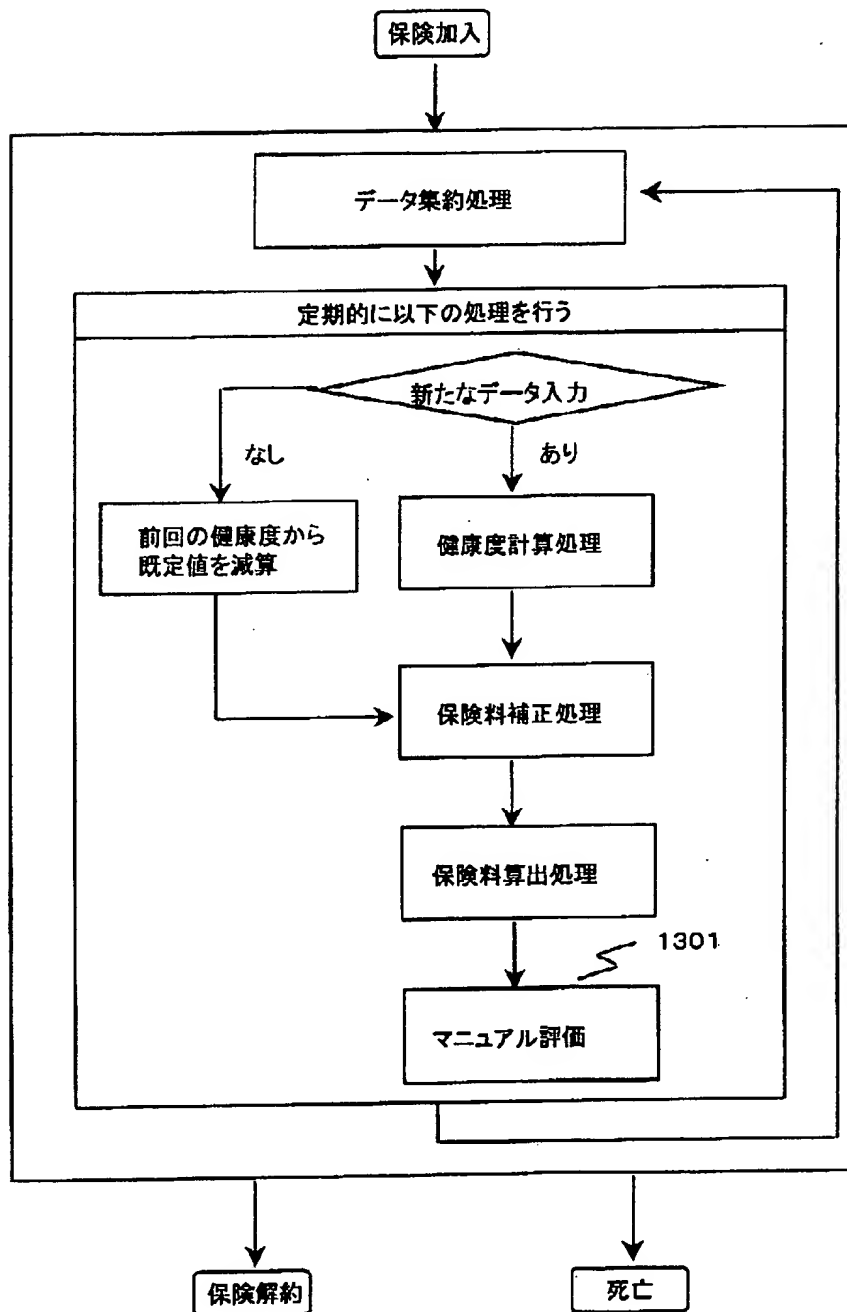 保険加入
データ集約処理
定期的に以下の処理を行う
新たなデータ入力
なし
あり
前回の健康度から
既定値を減算
健康度計算処理
保険料補正処理
保険料算出処理
1301
マニュアル評価
保険解約
死亡